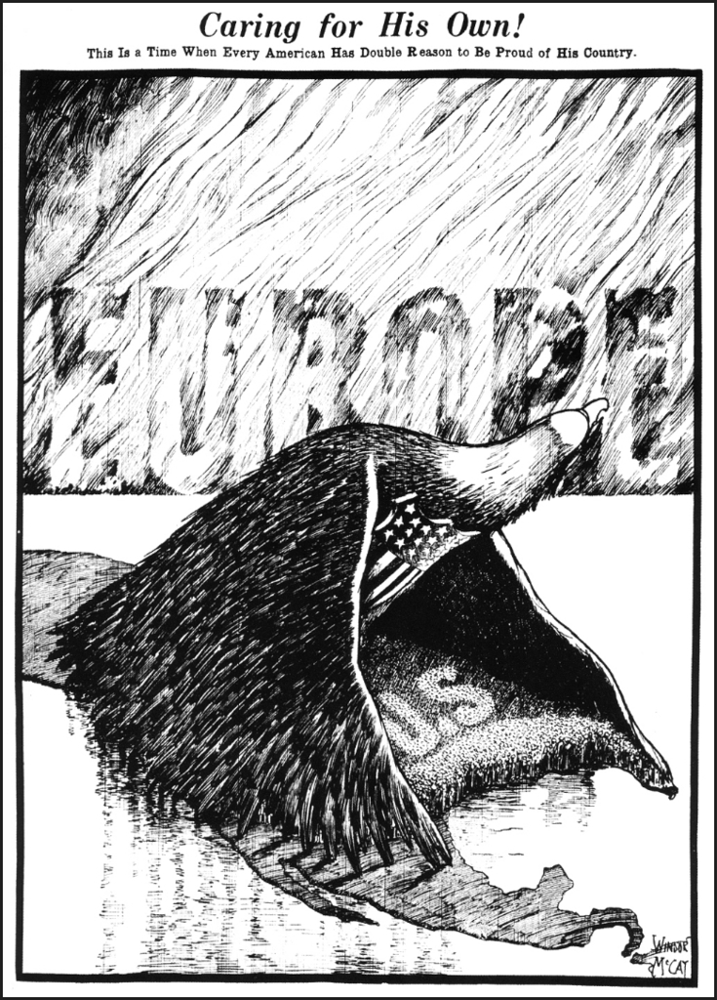 Caring for His Own!
This Is a Time When Every American Has Double Reason to Be Proud of His Country.
EUROPE
U.S
WINSOR
McCAY